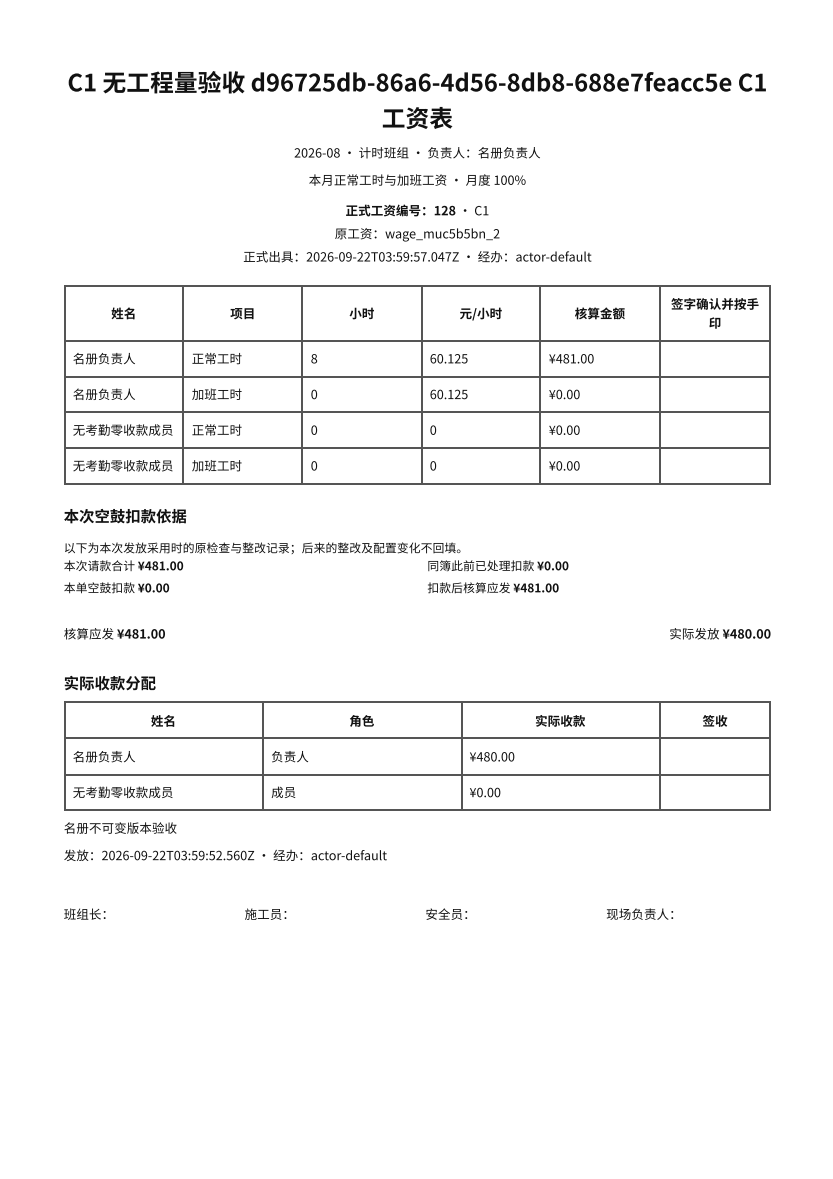 C1 无工程量验收 d96725db-86a6-4d56-8db8-688e7feacc5e C1
工资表
2026-08 · 计时班组 · 负责人：名册负责人
本月正常工时与加班工资 · 月度 100%
正式工资编号：128 · C1
原工资：wage_muc5b5bn_2
正式出具：2026-09-22T03:59:57.047Z · 经办：actor-default
姓名 项目 小时 元/小时 核算金额 签字确认并按手印
名册负责人 正常工时 8 60.125 ¥481.00
名册负责人 加班工时 0 60.125 ¥0.00
无考勤零收款成员 正常工时 0 0 ¥0.00
无考勤零收款成员 加班工时 0 0 ¥0.00
本次空鼓扣款依据
以下为本次发放采用时的原检查与整改记录；后来的整改及配置变化不回填。
本次请款合计 ¥481.00 同簿此前已处理扣款 ¥0.00
本单空鼓扣款 ¥0.00 扣款后核算应发 ¥481.00
核算应发 ¥481.00 实际发放 ¥480.00
实际收款分配
姓名 角色 实际收款 签收
名册负责人 负责人 ¥480.00
无考勤零收款成员 成员 ¥0.00
名册不可变版本验收
发放：2026-09-22T03:59:52.560Z · 经办：actor-default
班组长： 施工员： 安全员： 现场负责人：